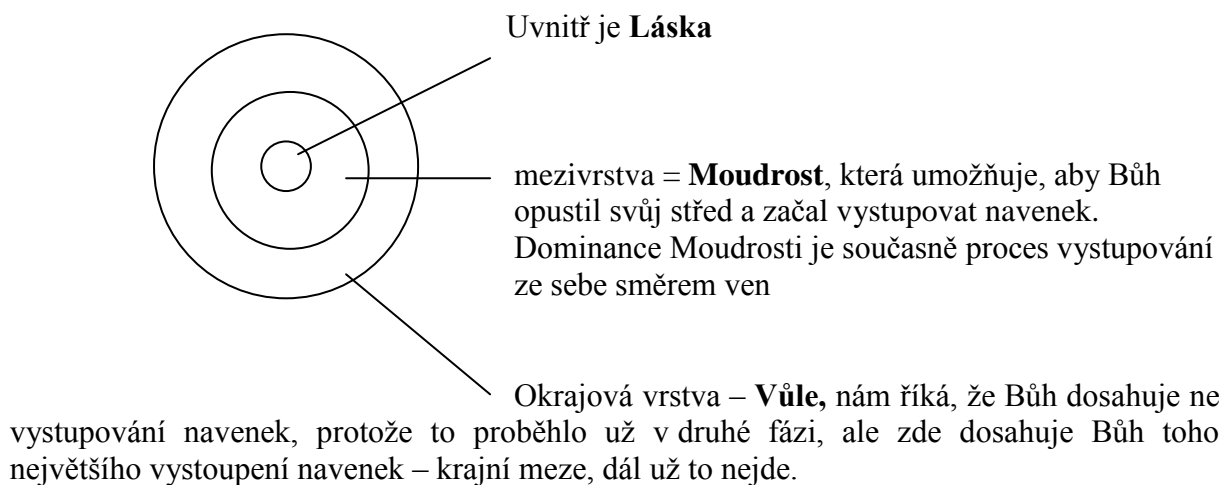 Uvnitř je Láska
mezivrstva = Moudrost, která umožňuje, aby Bůh
opustil svůj střed a začal vystupovat navenek.
Dominance Moudrosti je současně proces vystupování
ze sebe směrem ven
Okrajová vrstva – Vůle, nám říká, že Bůh dosahuje ne
vystupování navenek, protože to proběhlo už v druhé fázi, ale zde dosahuje Bůh toho
největšího vystoupení navenek – krajní meze, dál už to nejde.